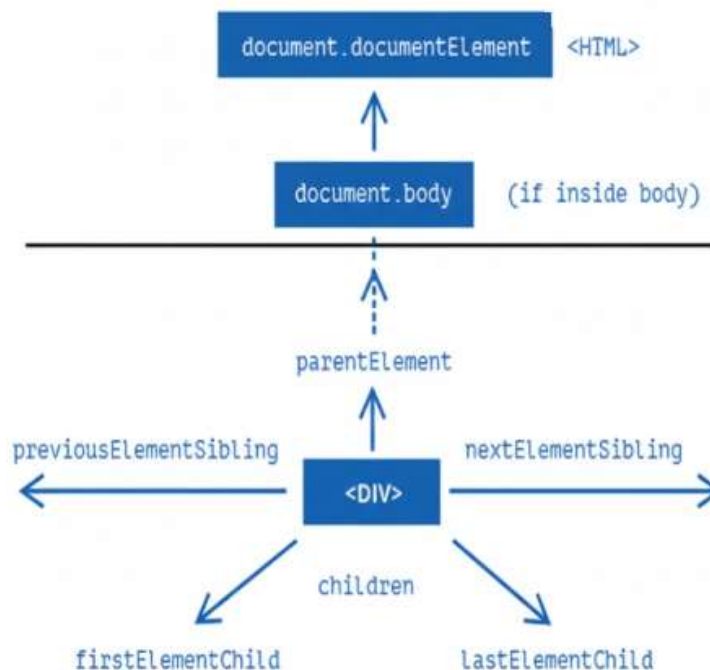 document.documentElement <HTML>
document.body (if inside body)
parentElement
previousElementSibling nextElementSibling
<DIV>
children
firstElementChild lastElementChild